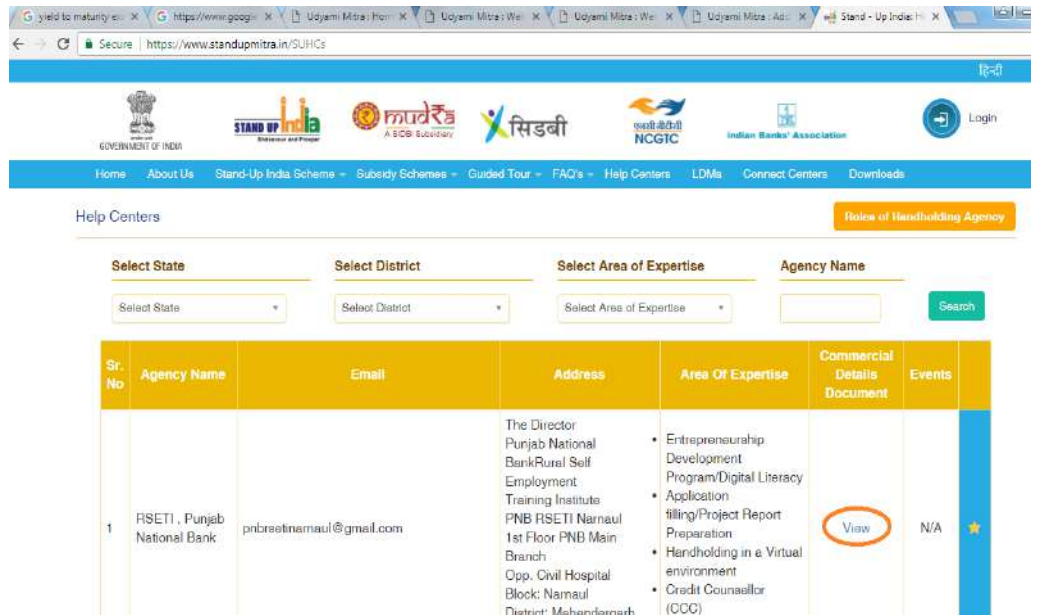 yield to maturity ex
https://www.googl
Udyami Mitra : Hom
Udyami Mitra : We
Udyami Mitra : We
Udyami Mitra : Ad
Stand - Up India: H
Secure https://www.standupmitra.in/SUHCs
हिन्दी
GOVERNMENT OF INDIA
STAND UP India
mudra
A SIDBI Subsidiary
सिडबी
NCGTC
Indian Banks' Association
Login
Home About Us Stand-Up India Scheme Subsidy Schemes Guided Tour FAQ's Help Centers LDMs Connect Centers Downloads
Help Centers
Roles of Handholding Agency
Select State Select District Select Area of Expertise Agency Name
Select State Select District Select Area of Expertise Search
Sr. No Agency Name Email Address Area Of Expertise Commercial Details Document Events
1
RSETI , Punjab
National Bank
pnbrsetinarnaul@gmail.com
The Director
Punjab National
BankRural Self
Employment
Training Institute
PNB RSETI Narnaul
1st Floor PNB Main
Branch
Opp. Civil Hospital
Block: Narnaul
District: Mahendergarh
• Entrepreneurship
Development
Program/Digital Literacy
• Application
filling/Project Report
Preparation
• Handholding in a Virtual
environment
• Credit Counsellor
(CCC)
View
N/A